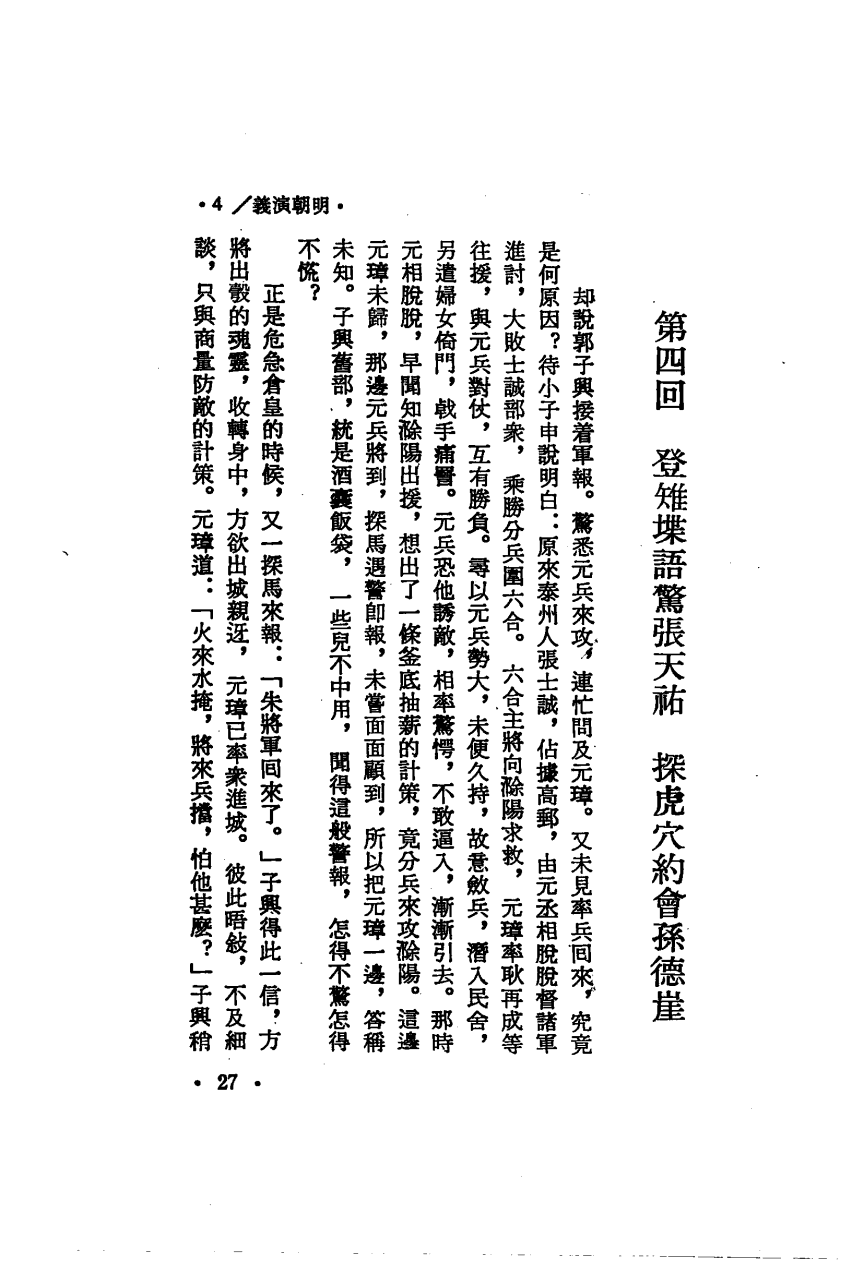 第四回　登雉堞語驚張天祐　探虎穴約會孫德崖
却說郭子興接着軍報。驚悉元兵來攻，連忙問及元璋。又未見率兵回來，究竟
是何原因？待小子申說明白：原來泰州人張士誠，佔據高郵，由元丞相脫脫督諸軍
進討，大敗士誠部衆，乘勝分兵圍六合。六合主將向滁陽求救，元璋率耿再成等
往援，與元兵對仗，互有勝負。尋以元兵勢大，未便久持，故意斂兵，潛入民舍，
另遣婦女倚門，戟手痛詈。元兵恐他誘敵，相率驚愕，不敢逼入，漸漸引去。那時
元相脫脫，早聞知滁陽出援，想出了一條釜底抽薪的計策，竟分兵來攻滁陽。這邊
元璋未歸，那邊元兵將到，探馬遇警卽報，未嘗面面顧到，所以把元璋一邊，答稱
未知。子興舊部，統是酒囊飯袋，一些兒不中用，聞得這般警報，怎得不驚怎得
不慌？
正是危急倉皇的時候，又一探馬來報：「朱將軍回來了。」子興得此一信，方
將出彀的魂靈，收轉身中，方欲出城親迓，元璋已率衆進城。彼此晤敍，不及細
談，只與商量防敵的計策。元璋道：「火來水掩，將來兵擋，怕他甚麽？」子興稍
·4 ／義演朝明·
· 27 ·